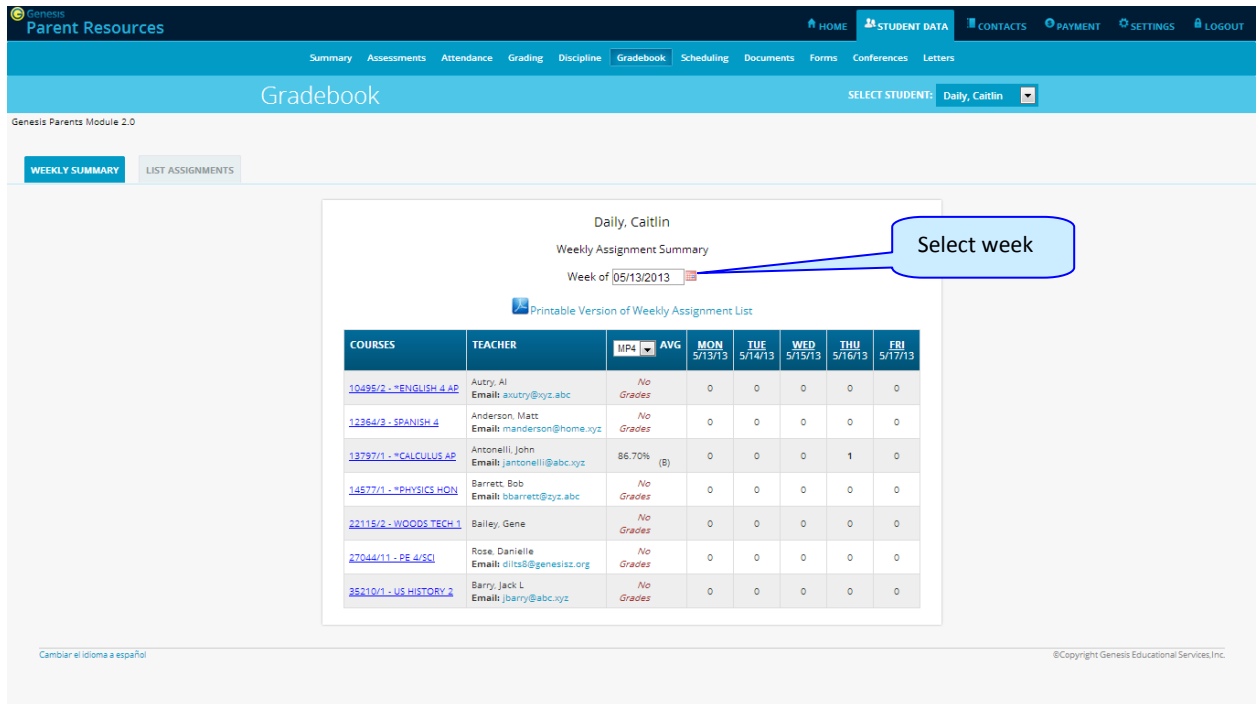 Genesis
Parent Resources
HOME STUDENT DATA CONTACTS PAYMENT SETTINGS LOGOUT
Summary Assessments Attendance Grading Discipline Gradebook Scheduling Documents Forms Conferences Letters
Gradebook
SELECT STUDENT: Daily, Caitlin
Genesis Parents Module 2.0
WEEKLY SUMMARY LIST ASSIGNMENTS
Daily, Caitlin
Weekly Assignment Summary
Select week
Week of 05/13/2013
Printable Version of Weekly Assignment List
COURSES TEACHER MP4 AVG MON TUE WED THU FRI
5/13/13 5/14/13 5/15/13 5/16/13 5/17/13
10495/2 - *ENGLISH 4 AP Autry, Al No Grades 0 0 0 0 0
Email: axutry@xyz.abc
12364/3 - SPANISH 4 Anderson, Matt No Grades 0 0 0 0 0
Email: manderson@home.xyz
13797/1 - *CALCULUS AP Antonelli, John 86.70% (B) 0 0 0 1 0
Email: jantonelli@abc.xyz
14577/1 - *PHYSICS HON Barrett, Bob No Grades 0 0 0 0 0
Email: bbarrett@zyz.abc
22115/2 - WOODS TECH 1 Bailey, Gene No Grades 0 0 0 0 0
27044/11 - PE 4/SCI Rose, Danielle No Grades 0 0 0 0 0
Email: dilts8@genesisz.org
35210/1 - US HISTORY 2 Barry, Jack L No Grades 0 0 0 0 0
Email: jbarry@abc.xyz
Cambiar el idioma a español ©Copyright Genesis Educational Services,Inc.